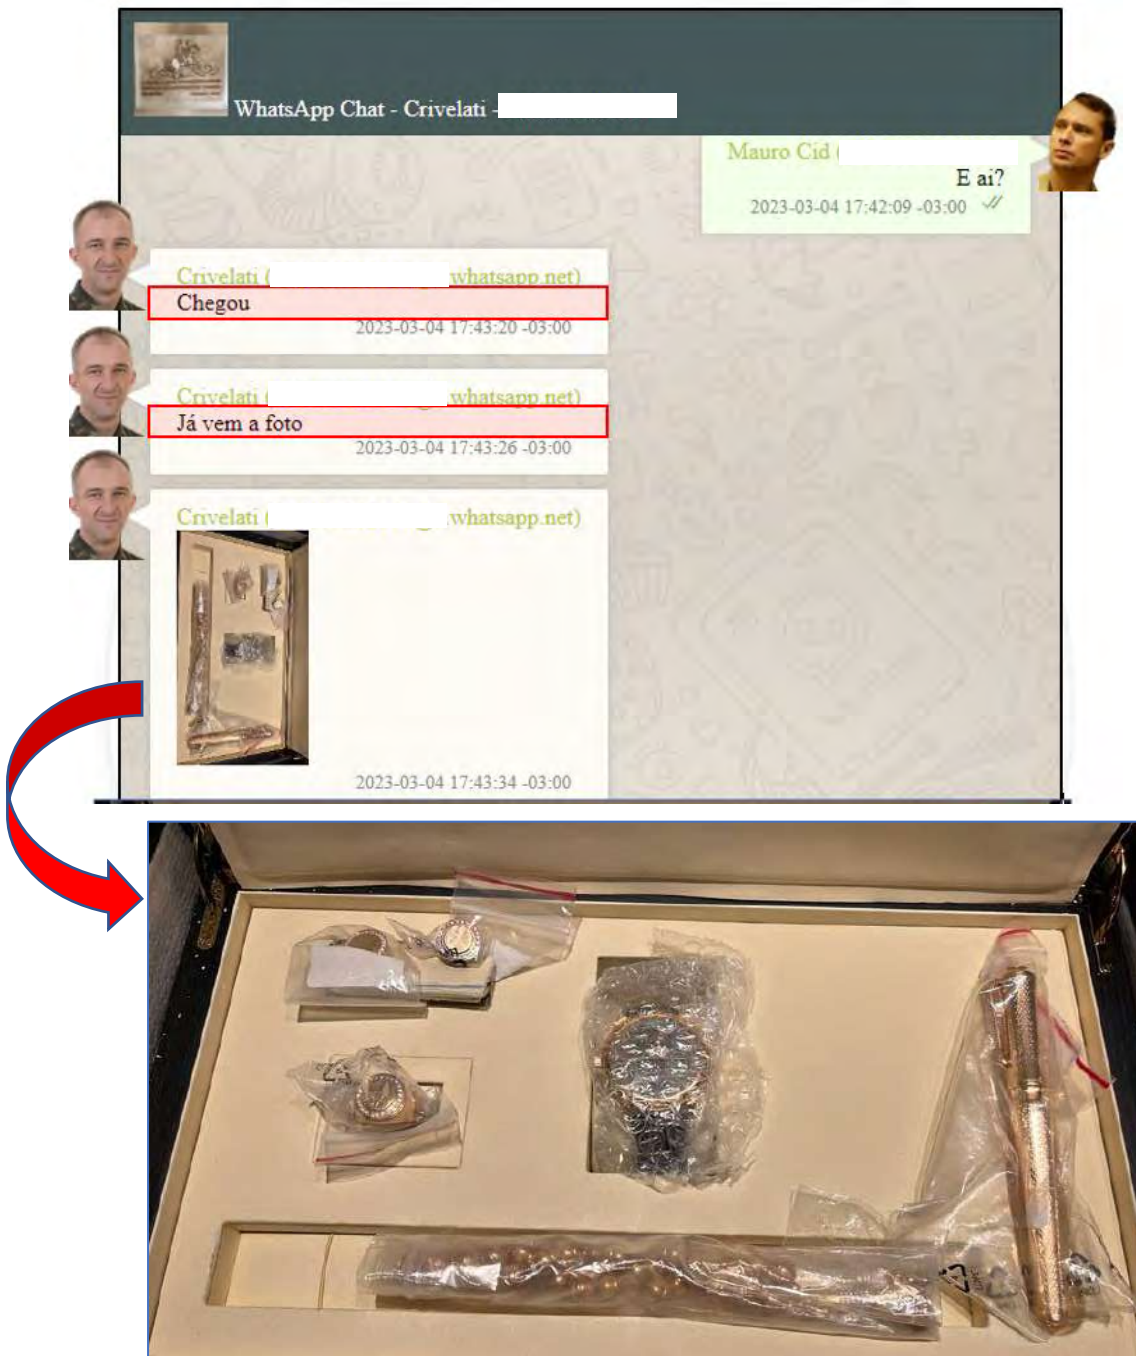 WhatsApp Chat - Crivelati -
Mauro Cid (
E ai?
2023-03-04 17:42:09 -03:00
Crivelati ( whatsapp.net)
Chegou
2023-03-04 17:43:20 -03:00
Crivelati ( whatsapp.net)
Já vem a foto
2023-03-04 17:43:26 -03:00
Crivelati ( whatsapp.net)
2023-03-04 17:43:34 -03:00